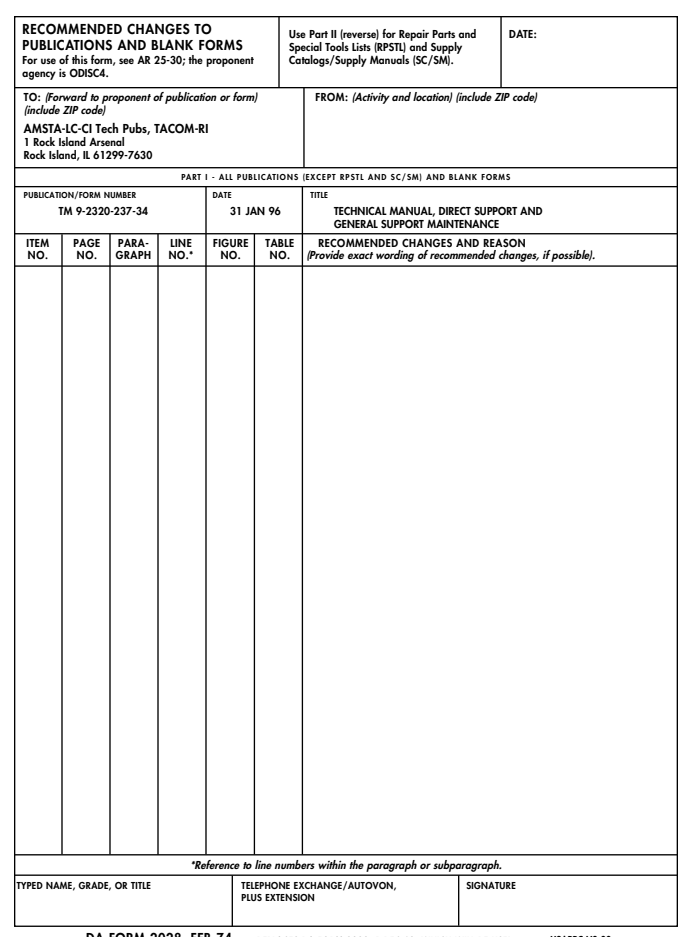 RECOMMENDED CHANGES TO
PUBLICATIONS AND BLANK FORMS
For use of this form, see AR 25-30; the proponent
agency is ODISC4.
Use Part II (reverse) for Repair Parts and
Special Tools Lists (RPSTL) and Supply
Catalogs/Supply Manuals (SC/SM).
DATE:
TO: (Forward to proponent of publication or form)
(include ZIP code)
AMSTA-LC-CI Tech Pubs, TACOM-RI
1 Rock Island Arsenal
Rock Island, IL 61299-7630
FROM: (Activity and location) (include ZIP code)
PART I - ALL PUBLICATIONS (EXCEPT RPSTL AND SC/SM) AND BLANK FORMS
PUBLICATION/FORM NUMBER
TM 9-2320-237-34
DATE
31 JAN 96
TITLE
TECHNICAL MANUAL, DIRECT SUPPORT AND
GENERAL SUPPORT MAINTENANCE
ITEM
NO.
PAGE
NO.
PARA-
GRAPH
LINE
NO.*
FIGURE
NO.
TABLE
NO.
RECOMMENDED CHANGES AND REASON
(Provide exact wording of recommended changes, if possible).
*Reference to line numbers within the paragraph or subparagraph.
TYPED NAME, GRADE, OR TITLE
TELEPHONE EXCHANGE/AUTOVON,
PLUS EXTENSION
SIGNATURE
DA FORM 2028, FEB 74